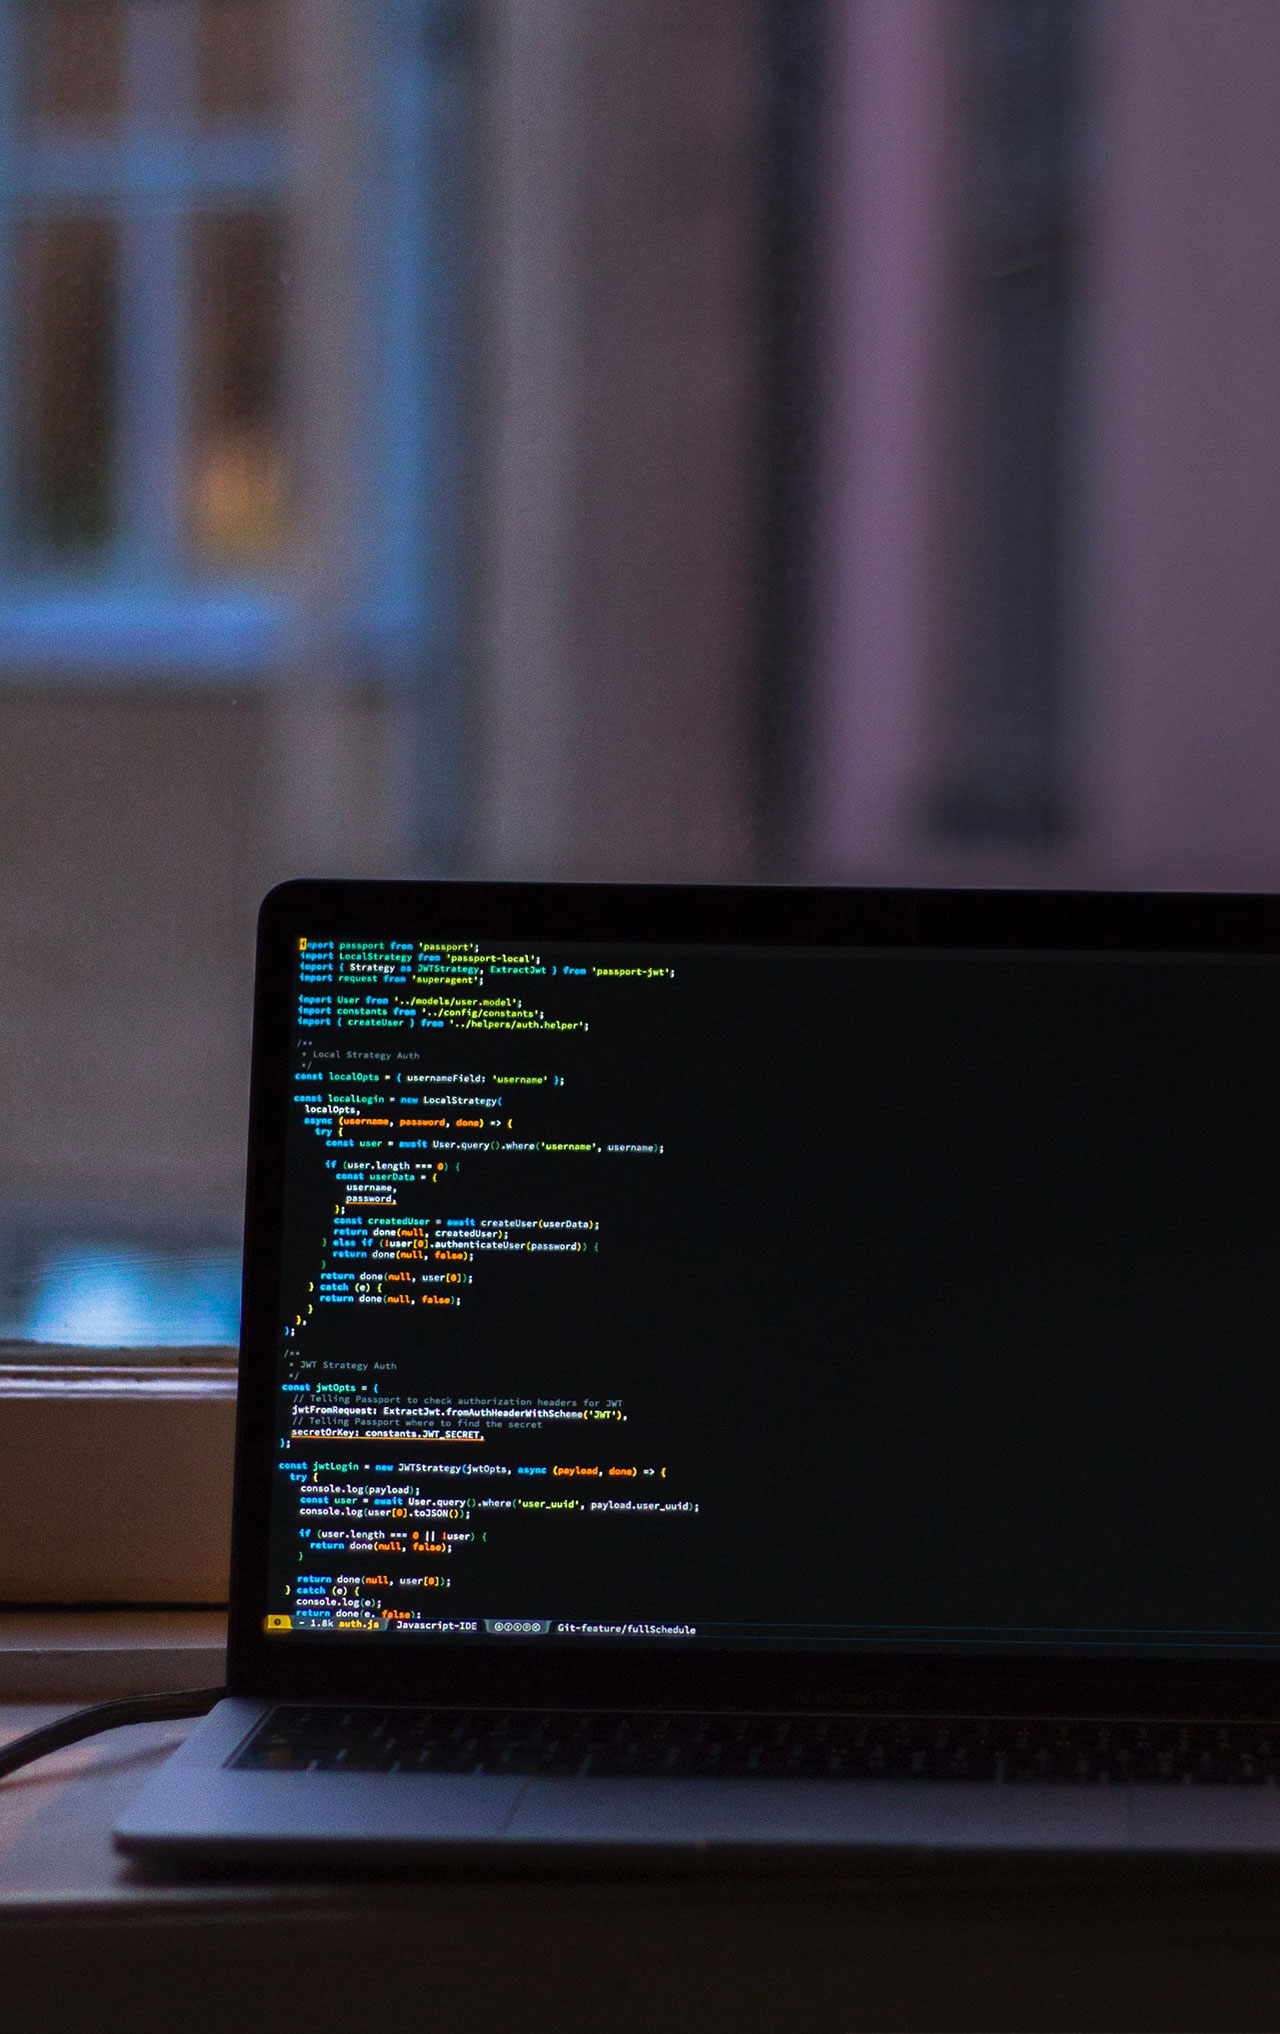 import passport from 'passport';
import LocalStrategy from 'passport-local';
import { Strategy as JWTStrategy, ExtractJwt } from 'passport-jwt';
import request from 'superagent';
import User from '../models/user.model';
import constants from '../config/constants';
import { createUser } from '../helpers/auth.helper';
/**
* Local Strategy Auth
*/
const localOpts = { usernameField: 'username' };
const localLogin = new LocalStrategy(
localOpts,
async (username, password, done) => {
try {
const user = await User.query().where('username', username);
if (user.length === 0) {
const userData = {
username,
password,
};
const createdUser = await createUser(userData);
return done(null, createdUser);
} else if (!user[0].authenticateUser(password)) {
return done(null, false);
}
return done(null, user[0]);
} catch (e) {
return done(null, false);
}
},
);
/**
* JWT Strategy Auth
*/
const jwtOpts = {
// Telling Passport to check authorization headers for JWT
jwtFromRequest: ExtractJwt.fromAuthHeaderWithScheme('JWT'),
// Telling Passport where to find the secret
secretOrKey: constants.JWT_SECRET,
};
const jwtLogin = new JWTStrategy(jwtOpts, async (payload, done) => {
try {
console.log(payload);
const user = await User.query().where('user_uuid', payload.user_uuid);
console.log(user[0].toJSON());
if (user.length === 0 || !user) {
return done(null, false);
}
return done(null, user[0]);
} catch (e) {
console.log(e);
return done(e, false);
- 1.8k auth.js Javascript-IDE Git-feature/fullSchedule
MacBook Pro